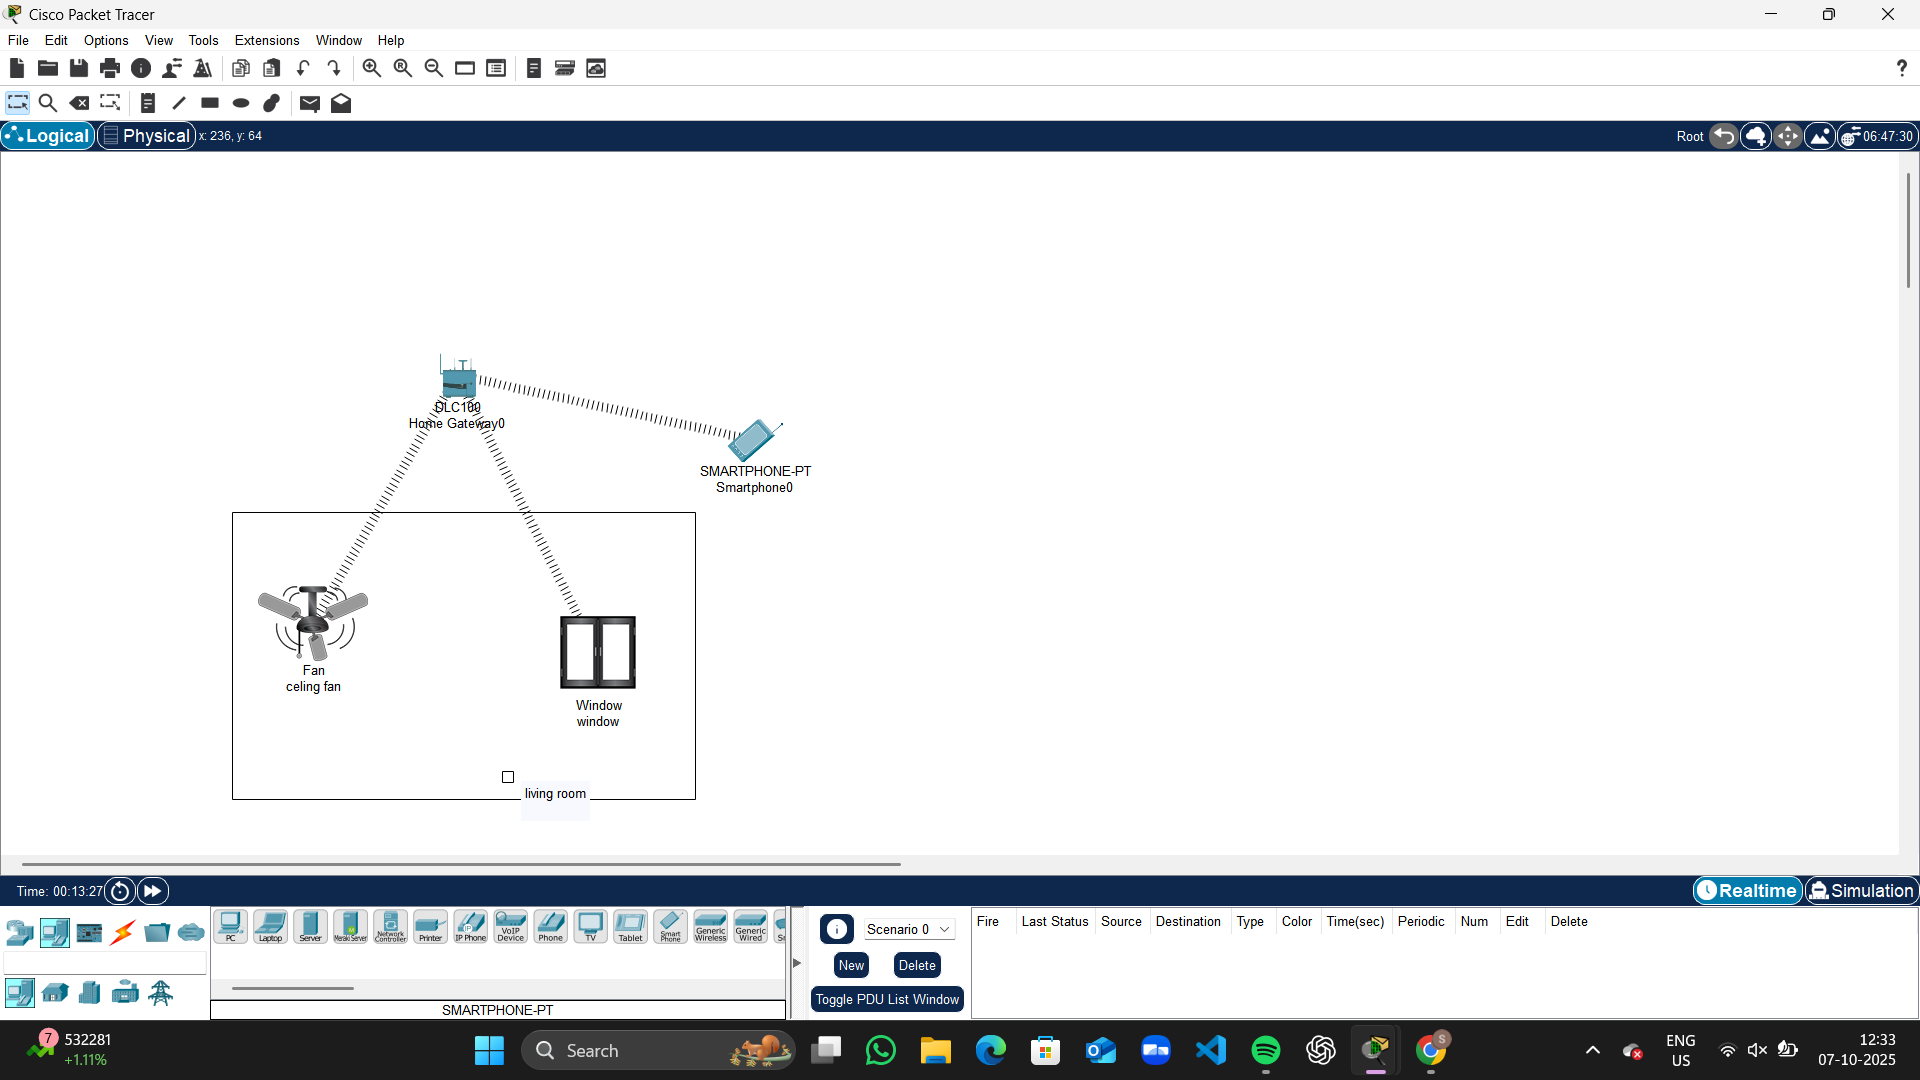 Cisco Packet Tracer
File Edit Options View Tools Extensions Window Help
?
Logical Physical x: 236, y: 64 Root 06:47:30
DLC100
Home Gateway0
SMARTPHONE-PT
Smartphone0
Fan
celing fan
Window
window
living room
Time: 00:13:27 Realtime Simulation
PC Laptop Server Meraki Server Network Controller Printer IP Phone VoIP Device Phone TV Tablet Smart Phone Generic Wireless Generic Wired
Scenario 0
New Delete
Toggle PDU List Window
Fire Last Status Source Destination Type Color Time(sec) Periodic Num Edit Delete
SMARTPHONE-PT
7 532281
+1.11%
Search
S
ENG
US
12:33
07-10-2025